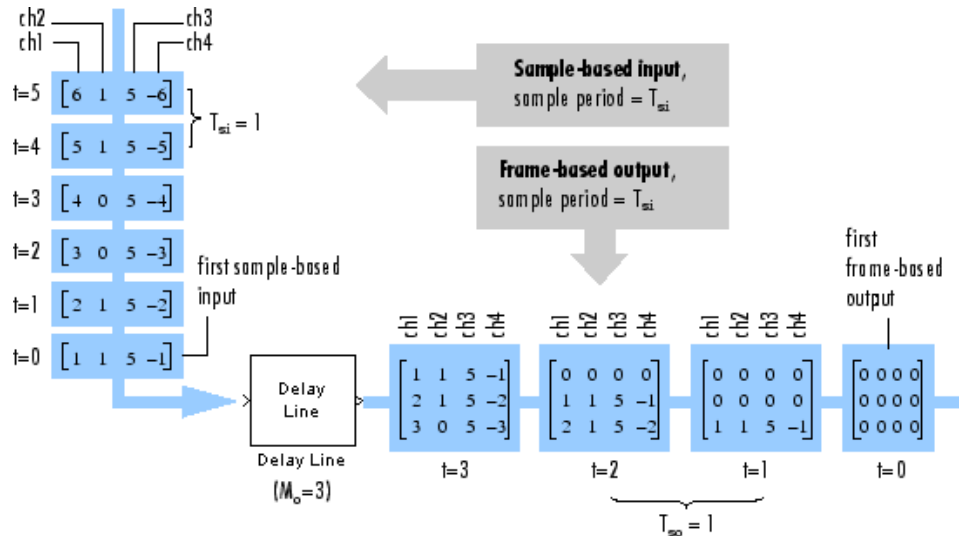 ch2 ch3
ch1 ch4
t=5 [6 1 5 -6]
T_si = 1
t=4 [5 1 5 -5]
t=3 [4 0 5 -4]
t=2 [3 0 5 -3]
t=1 [2 1 5 -2]
t=0 [1 1 5 -1]
first sample-based
input
Sample-based input,
sample period = T_si
Frame-based output,
sample period = T_si
first
frame-based
output
Delay
Line
Delay Line
(M_o=3)
ch1 ch2 ch3 ch4
1 1 5 -1
2 1 5 -2
3 0 5 -3
t=3
ch1 ch2 ch3 ch4
0 0 0 0
1 1 5 -1
2 1 5 -2
t=2
ch1 ch2 ch3 ch4
0 0 0 0
0 0 0 0
1 1 5 -1
t=1
0 0 0 0
0 0 0 0
0 0 0 0
t=0
T_so = 1